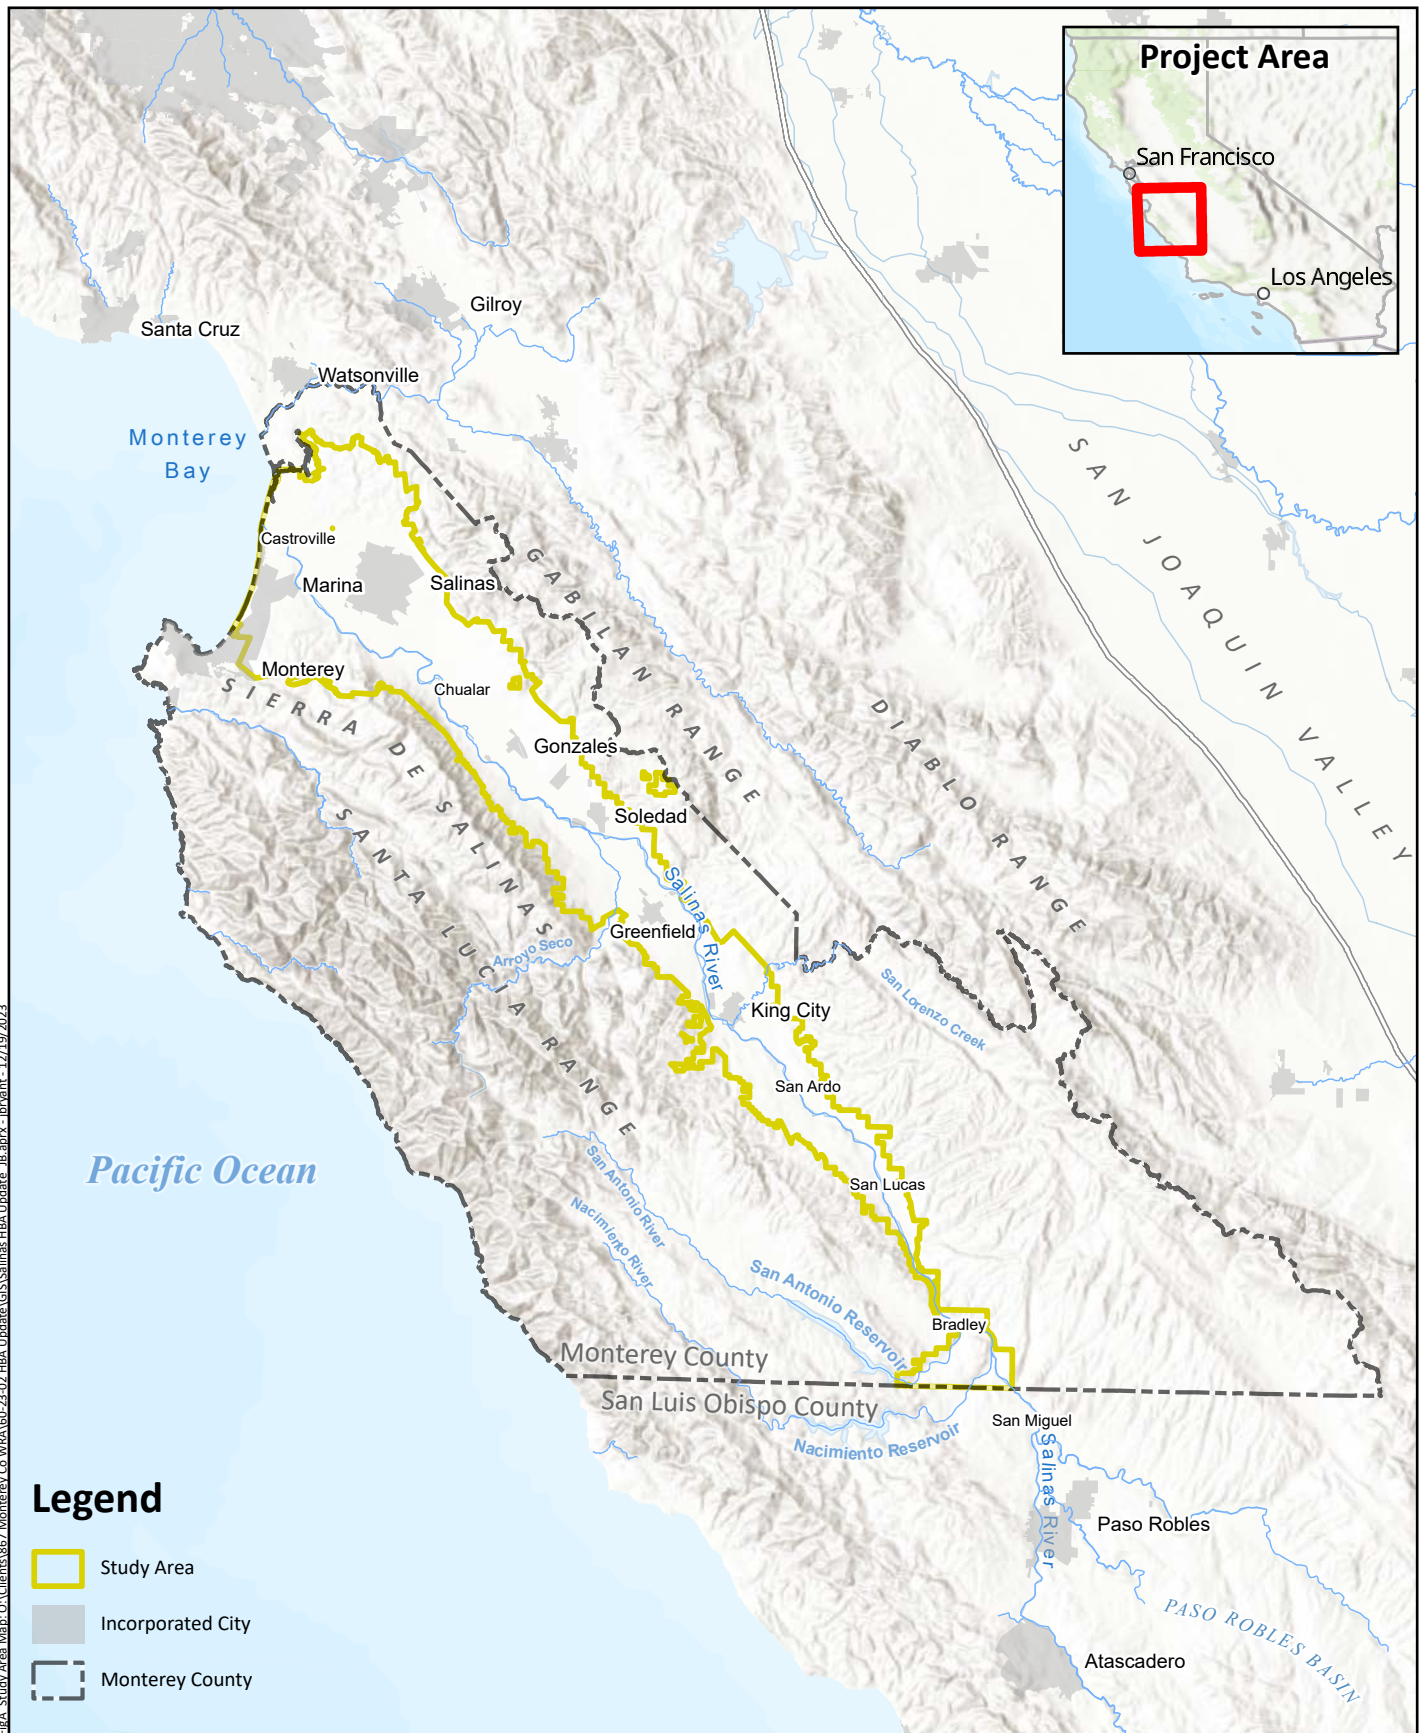 Project Area
San Francisco
Los Angeles
Gilroy
Santa Cruz
Watsonville
Monterey
Bay
SAN JOAQUIN VALLEY
Castroville
Marina
Salinas
GABILAN RANGE
Monterey
Chualar
SIERRA DE SALINAS
DIABLO RANGE
Gonzales
Soledad
SANTA LUCIA RANGE
Salinas River
Greenfield
Arroyo Seco
King City
San Lorenzo Creek
San Ardo
Pacific Ocean
San Antonio River
San Lucas
Nacimiento River
San Antonio Reservoir
Bradley
Monterey County
San Luis Obispo County
San Miguel
Nacimiento Reservoir
Salinas River
Paso Robles
PASO ROBLES BASIN
Atascadero
Legend
Study Area
Incorporated City
Monterey County